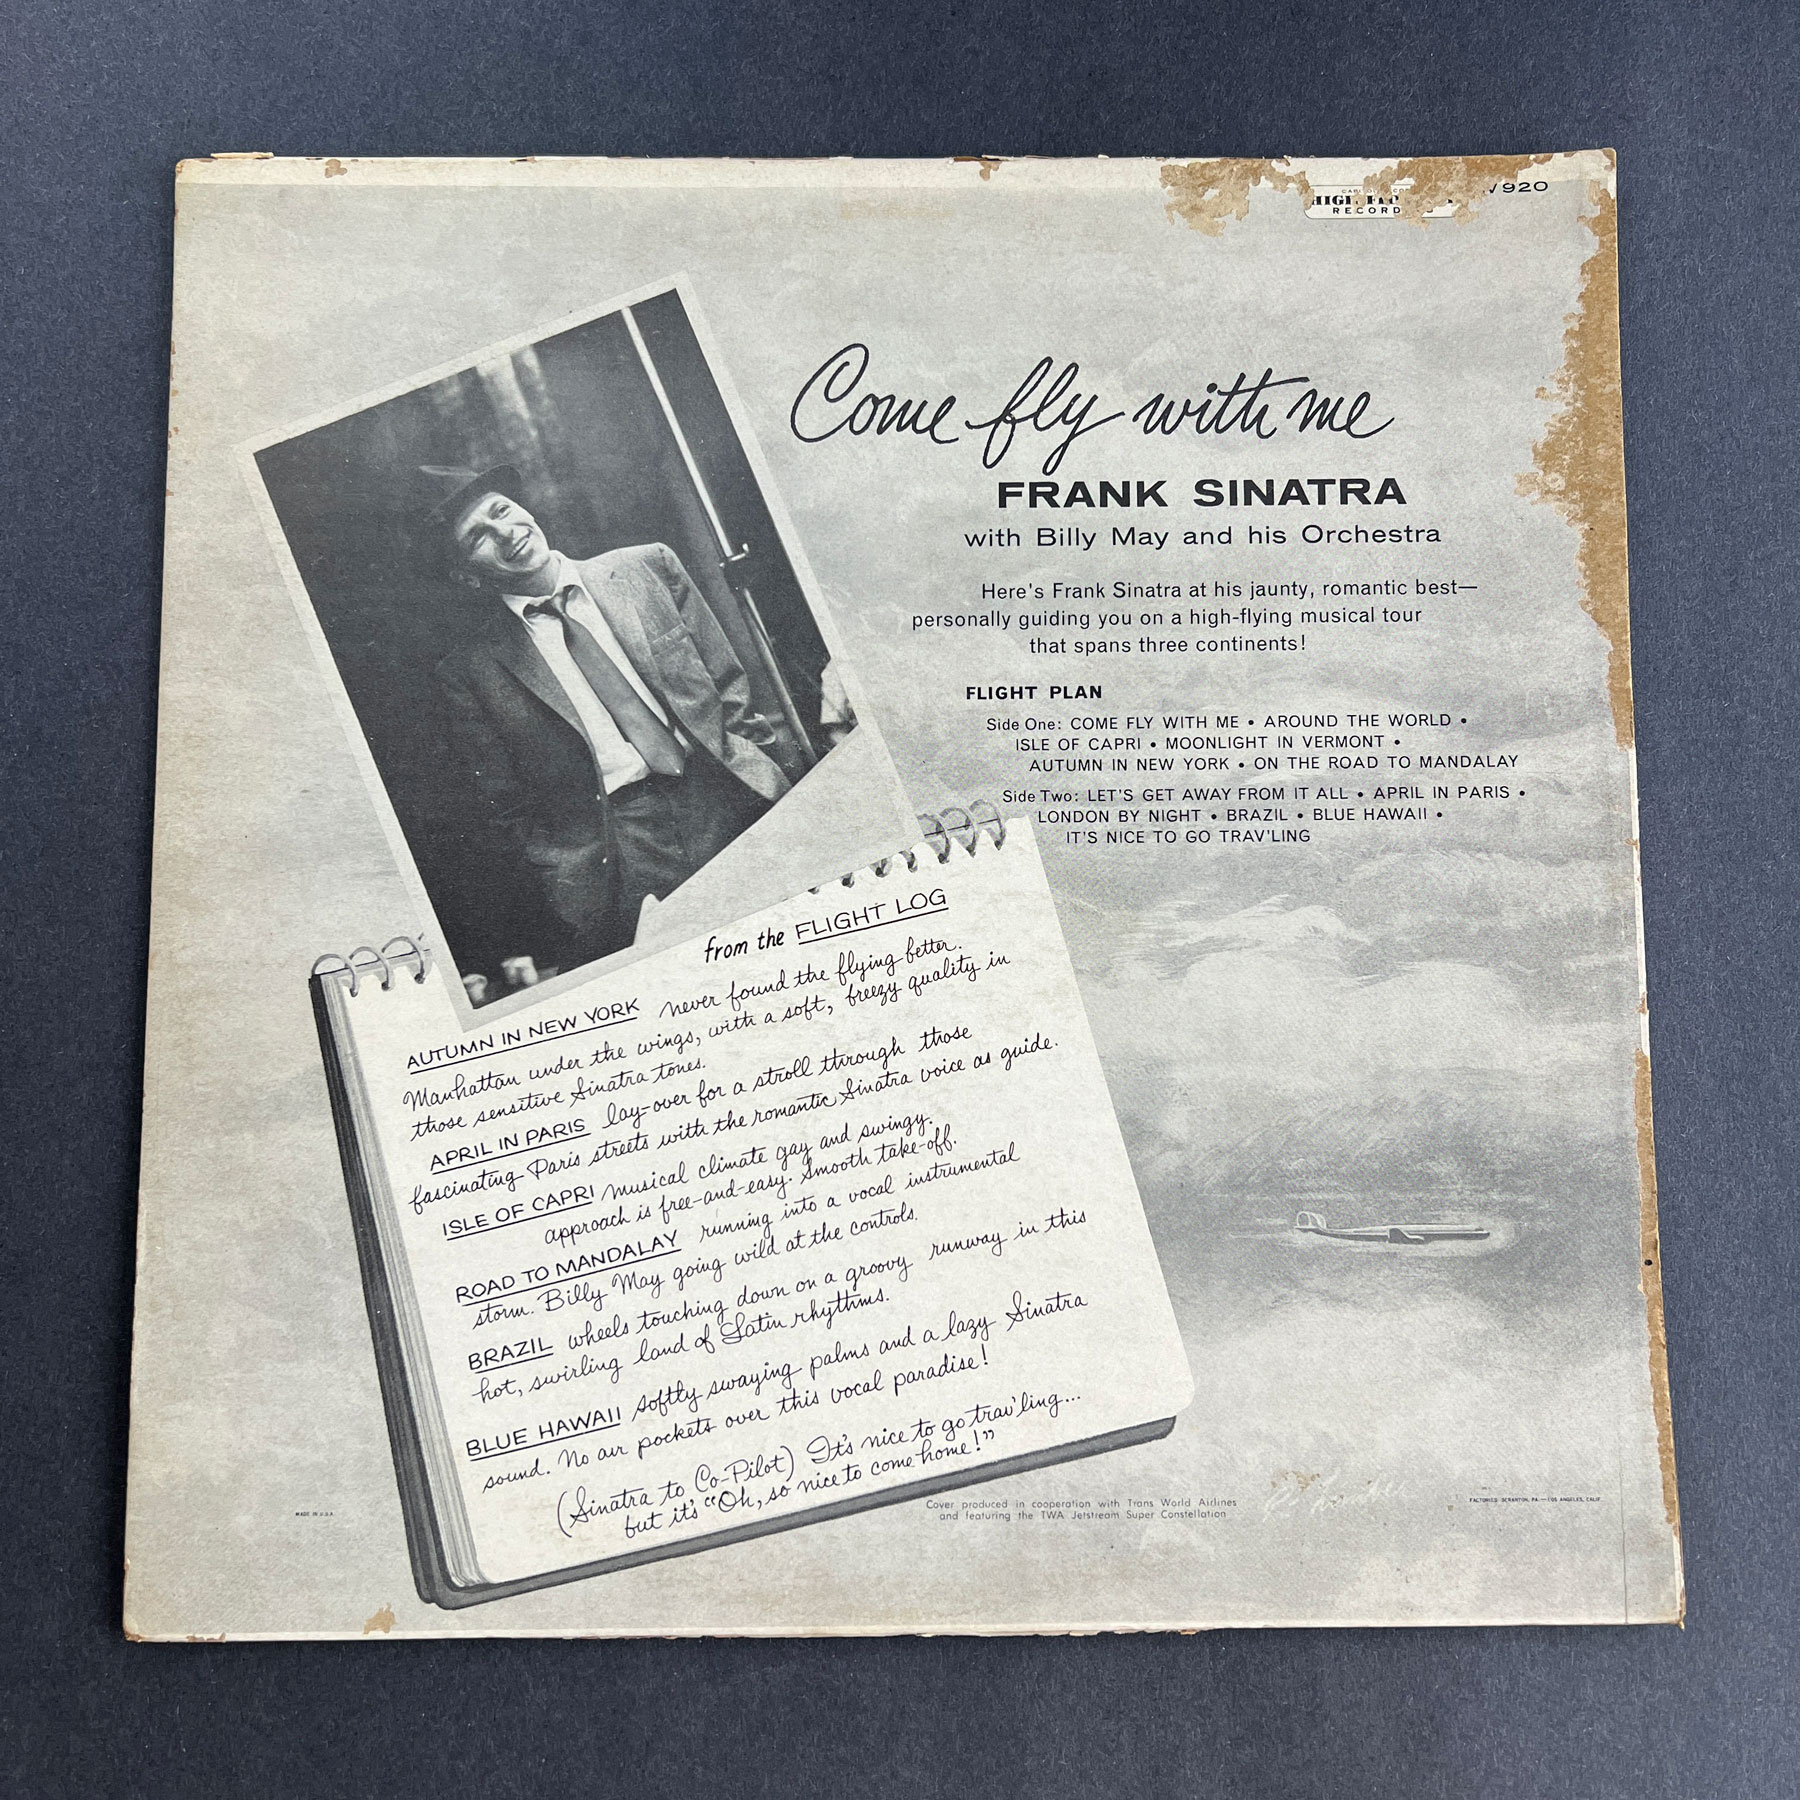 920
RECORD
Come fly with me
FRANK SINATRA
with Billy May and his Orchestra
Here's Frank Sinatra at his jaunty, romantic best—
personally guiding you on a high-flying musical tour
that spans three continents!
FLIGHT PLAN
Side One: COME FLY WITH ME • AROUND THE WORLD •
ISLE OF CAPRI • MOONLIGHT IN VERMONT •
AUTUMN IN NEW YORK • ON THE ROAD TO MANDALAY
Side Two: LET'S GET AWAY FROM IT ALL • APRIL IN PARIS •
LONDON BY NIGHT • BRAZIL • BLUE HAWAII •
IT'S NICE TO GO TRAV'LING
from the FLIGHT LOG
AUTUMN IN NEW YORK never found the flying better.
Manhattan under the wings, with a soft, breezy quality in
those sensitive Sinatra tones.
APRIL IN PARIS lay-over for a stroll through those
fascinating Paris streets with the romantic Sinatra voice as guide.
ISLE OF CAPRI musical climate gay and swingy.
approach is free-and-easy. Smooth take-off.
ROAD TO MANDALAY running into a vocal instrumental
storm. Billy May going wild at the controls.
BRAZIL wheels touching down on a groovy runway in this
hot, swirling land of Latin rhythms.
BLUE HAWAII softly swaying palms and a lazy Sinatra
sound. No air pockets over this vocal paradise!
(Sinatra to Co-Pilot) It's nice to go trav'ling...
but it's "Oh, so nice to come home!"
Cover produced in cooperation with Trans World Airlines
and featuring the TWA Jetstream Super Constellation
MADE IN U.S.A.
FACTORIES: SCRANTON, PA.—LOS ANGELES, CALIF.